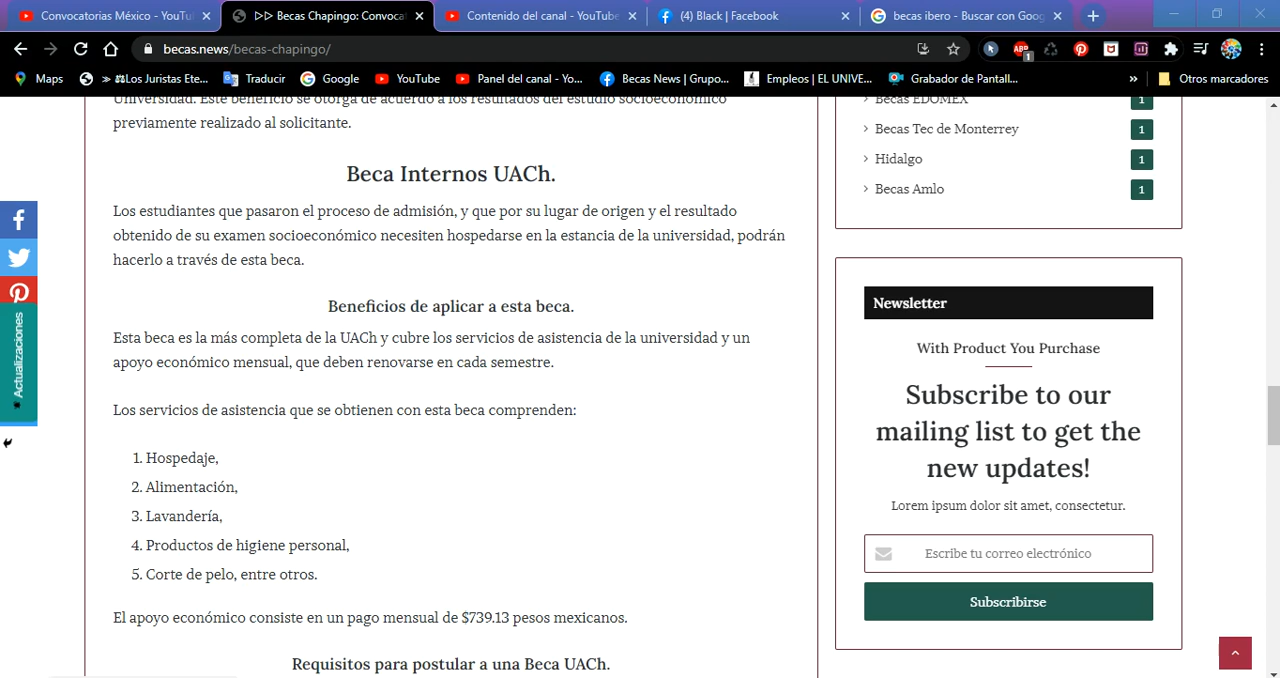 Convocatorias México - YouTu
▷▷ Becas Chapingo: Convoca
Contenido del canal - YouTube
(4) Black | Facebook
becas ibero - Buscar con Goog
becas.news/becas-chapingo/
ABP
1
Maps
» ⚖Los Juristas Ete...
Traducir
Google
YouTube
Panel del canal - Yo...
Becas News | Grupo...
Empleos | EL UNIVE...
Grabador de Pantall...
»
Otros marcadores
Universidad. Este beneficio se otorga de acuerdo a los resultados del estudio socioeconómico
previamente realizado al solicitante.
Beca Internos UACh.
Los estudiantes que pasaron el proceso de admisión, y que por su lugar de origen y el resultado
obtenido de su examen socioeconómico necesiten hospedarse en la estancia de la universidad, podrán
hacerlo a través de esta beca.
Beneficios de aplicar a esta beca.
Esta beca es la más completa de la UACh y cubre los servicios de asistencia de la universidad y un
apoyo económico mensual, que deben renovarse en cada semestre.
Los servicios de asistencia que se obtienen con esta beca comprenden:
1. Hospedaje,
2. Alimentación,
3. Lavandería,
4. Productos de higiene personal,
5. Corte de pelo, entre otros.
El apoyo económico consiste en un pago mensual de $739.13 pesos mexicanos.
Requisitos para postular a una Beca UACh.
Actualizaciones
Becas EDOMEX 1
Becas Tec de Monterrey 1
Hidalgo 1
Becas Amlo 1
Newsletter
With Product You Purchase
Subscribe to our
mailing list to get the
new updates!
Lorem ipsum dolor sit amet, consectetur.
Escribe tu correo electrónico
Subscribirse